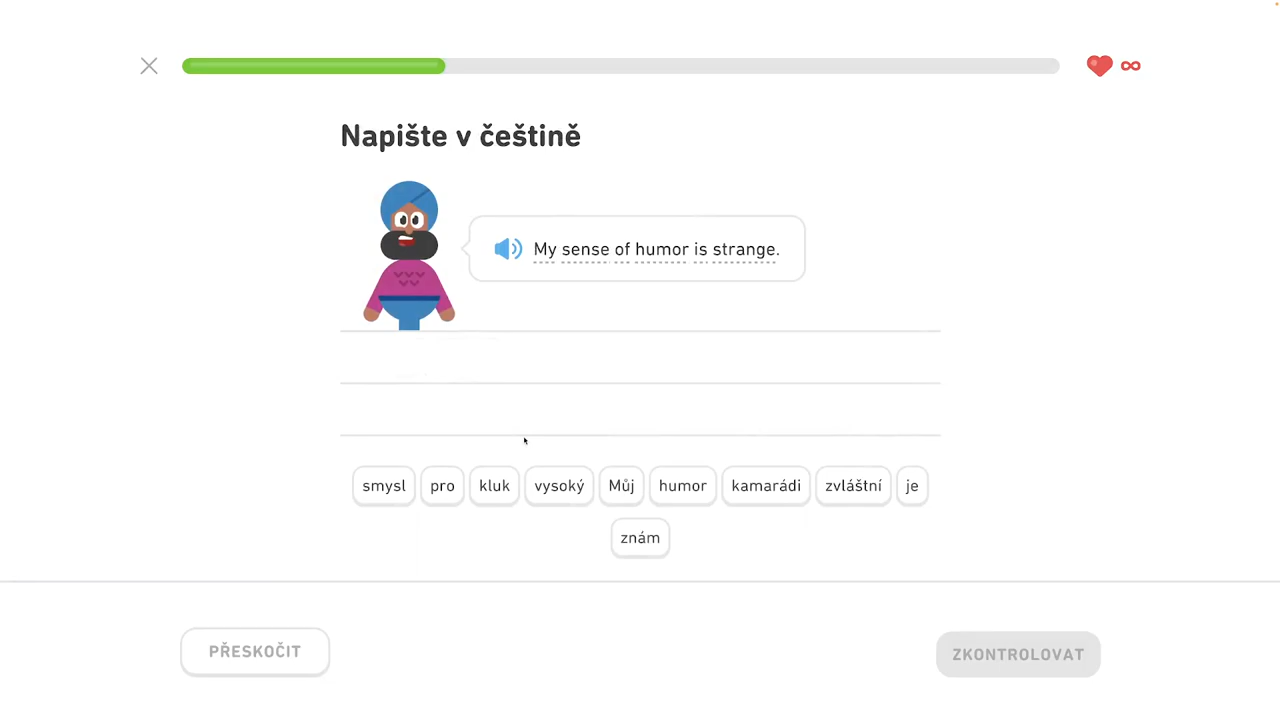 ∞
Napište v češtině
My sense of humor is strange.
smysl pro kluk vysoký Můj humor kamarádi zvláštní je
znám
PŘESKOČIT ZKONTROLOVAT